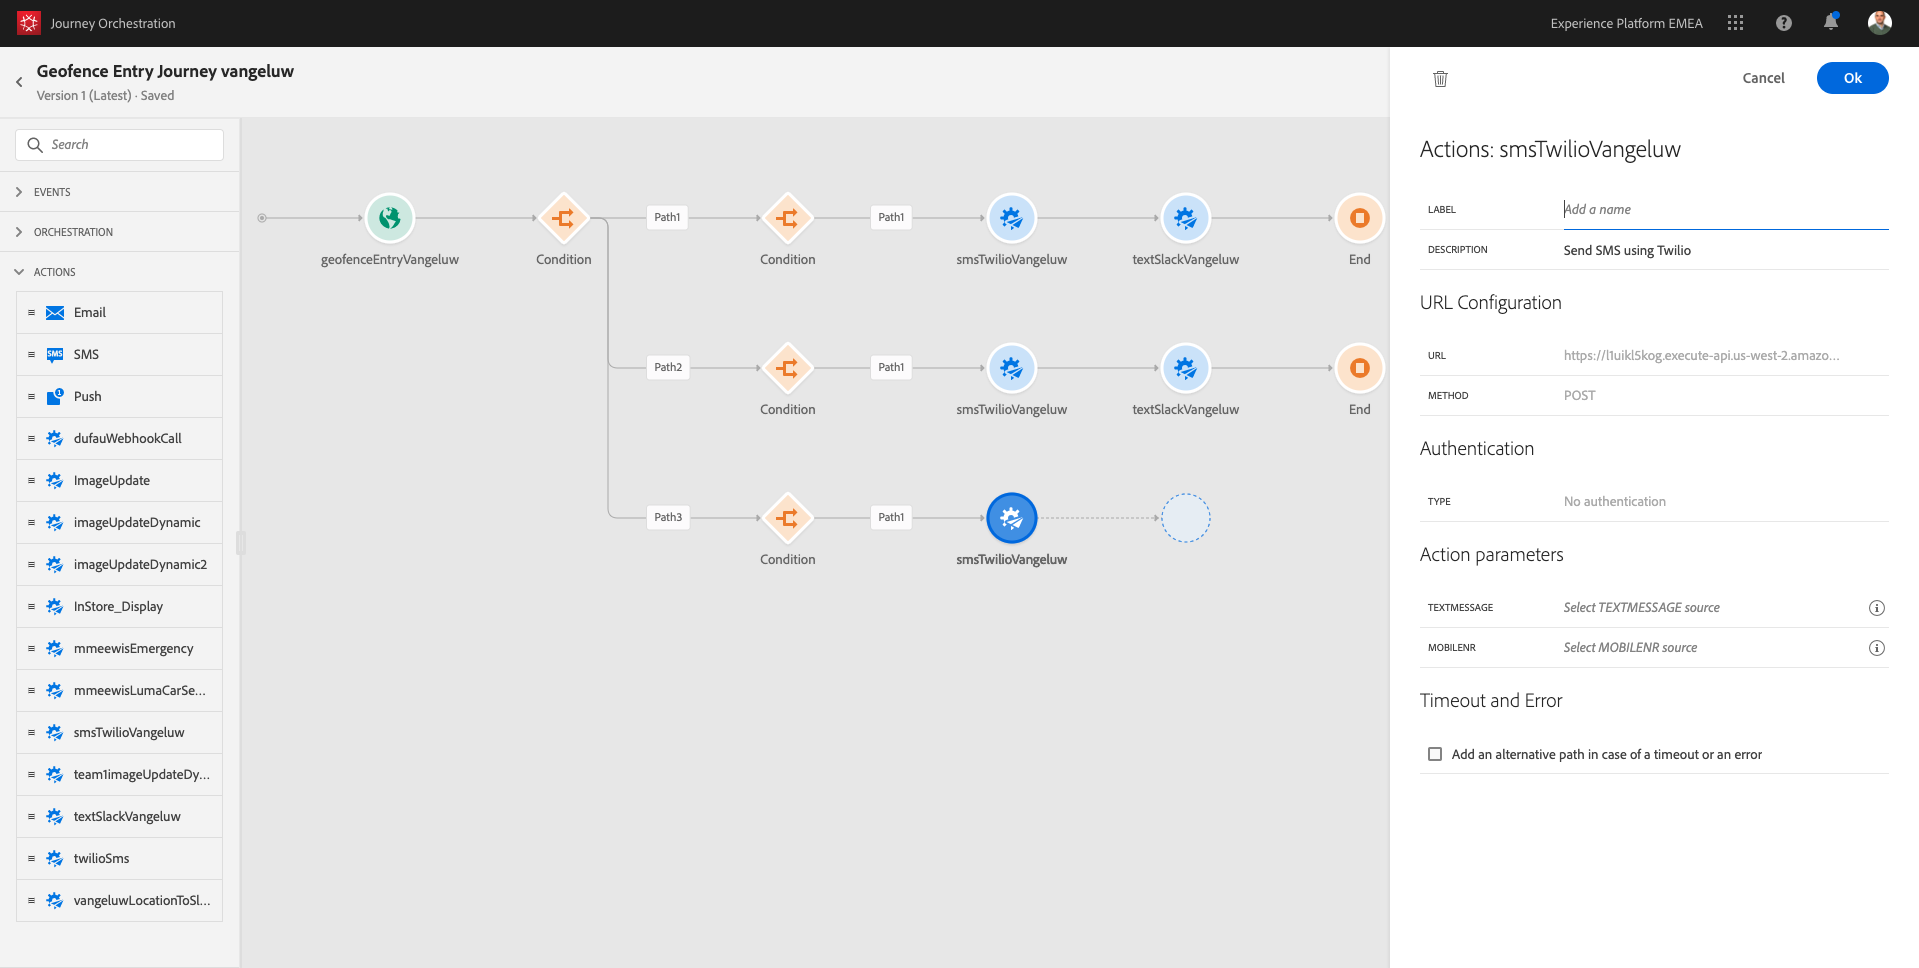 Journey Orchestration
Experience Platform EMEA
Geofence Entry Journey vangeluw
Version 1 (Latest) · Saved
Search
EVENTS
ORCHESTRATION
ACTIONS
Email
SMS
SMS
Push
1
dufauWebhookCall
ImageUpdate
imageUpdateDynamic
imageUpdateDynamic2
InStore_Display
mmeewisEmergency
mmeewisLumaCarSe...
smsTwilioVangeluw
team1imageUpdateDy...
textSlackVangeluw
twilioSms
vangeluwLocationToSl...
Path1
Path1
geofenceEntryVangeluw
Condition
Condition
smsTwilioVangeluw
textSlackVangeluw
End
Path2
Path1
Condition
smsTwilioVangeluw
textSlackVangeluw
End
Path3
Path1
Condition
smsTwilioVangeluw
Cancel
Ok
Actions: smsTwilioVangeluw
LABEL
Add a name
DESCRIPTION
Send SMS using Twilio
URL Configuration
URL
https://l1uikl5kog.execute-api.us-west-2.amazo...
METHOD
POST
Authentication
TYPE
No authentication
Action parameters
TEXTMESSAGE
Select TEXTMESSAGE source
MOBILENR
Select MOBILENR source
Timeout and Error
Add an alternative path in case of a timeout or an error